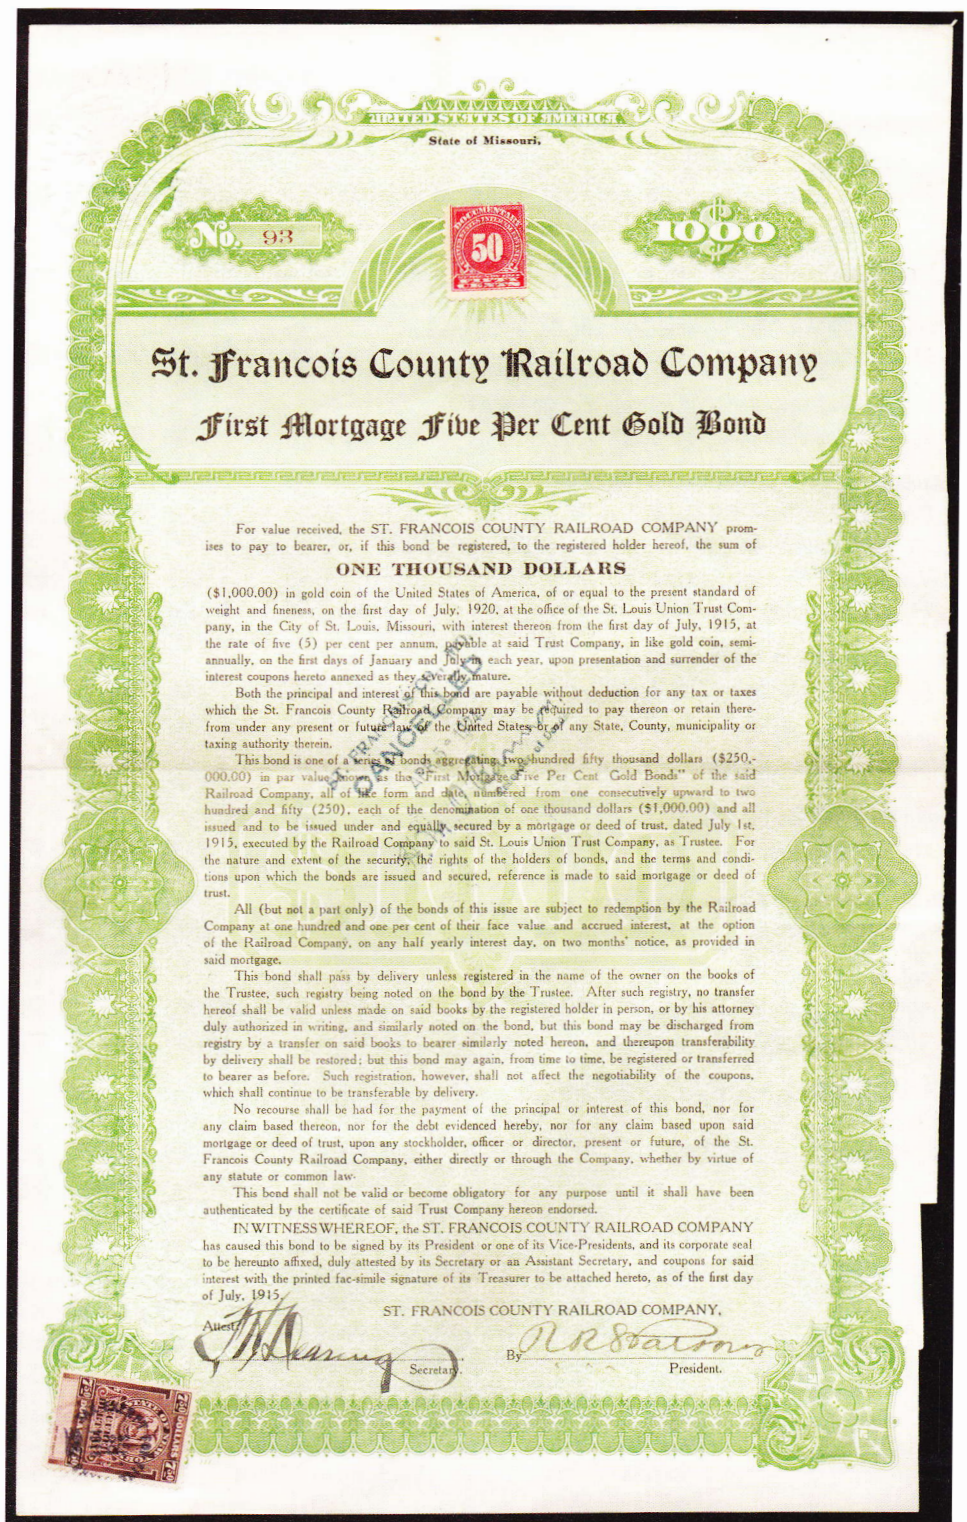 UNITED STATES OF AMERICA
State of Missouri,
No. 93
DOCUMENTARY
50
CENTS
$1000
St. Francois County Railroad Company
First Mortgage Five Per Cent Gold Bond
For value received, the ST. FRANCOIS COUNTY RAILROAD COMPANY prom-
ises to pay to bearer, or, if this bond be registered, to the registered holder hereof, the sum of
ONE THOUSAND DOLLARS
($1,000.00) in gold coin of the United States of America, of or equal to the present standard of
weight and fineness, on the first day of July, 1920, at the office of the St. Louis Union Trust Com-
pany, in the City of St. Louis, Missouri, with interest thereon from the first day of July, 1915, at
the rate of five (5) per cent per annum, payable at said Trust Company, in like gold coin, semi-
annually, on the first days of January and July in each year, upon presentation and surrender of the
interest coupons hereto annexed as they severally mature.
Both the principal and interest of this bond are payable without deduction for any tax or taxes
which the St. Francois County Railroad Company may be required to pay thereon or retain there-
from under any present or future law of the United States or of any State, County, municipality or
taxing authority therein.
This bond is one of a series of bonds aggregating two hundred fifty thousand dollars ($250,-
000.00) in par value known as the "First Mortgage Five Per Cent Gold Bonds" of the said
Railroad Company, all of like form and date, numbered from one consecutively upward to two
hundred and fifty (250), each of the denomination of one thousand dollars ($1,000.00) and all
issued and to be issued under and equally secured by a mortgage or deed of trust, dated July 1st,
1915, executed by the Railroad Company to said St. Louis Union Trust Company, as Trustee. For
the nature and extent of the security, the rights of the holders of bonds, and the terms and condi-
tions upon which the bonds are issued and secured, reference is made to said mortgage or deed of
trust.
All (but not a part only) of the bonds of this issue are subject to redemption by the Railroad
Company at one hundred and one per cent of their face value and accrued interest, at the option
of the Railroad Company, on any half yearly interest day, on two months' notice, as provided in
said mortgage.
This bond shall pass by delivery unless registered in the name of the owner on the books of
the Trustee, such registry being noted on the bond by the Trustee. After such registry, no transfer
hereof shall be valid unless made on said books by the registered holder in person, or by his attorney
duly authorized in writing, and similarly noted on the bond, but this bond may be discharged from
registry by a transfer on said books to bearer similarly noted hereon, and thereupon transferability
by delivery shall be restored; but this bond may again, from time to time, be registered or transferred
to bearer as before. Such registration, however, shall not affect the negotiability of the coupons,
which shall continue to be transferable by delivery.
No recourse shall be had for the payment of the principal or interest of this bond, nor for
any claim based thereon, nor for the debt evidenced hereby, nor for any claim based upon said
mortgage or deed of trust, upon any stockholder, officer or director, present or future, of the St.
Francois County Railroad Company, either directly or through the Company, whether by virtue of
any statute or common law.
This bond shall not be valid or become obligatory for any purpose until it shall have been
authenticated by the certificate of said Trust Company hereon endorsed.
IN WITNESS WHEREOF, the ST. FRANCOIS COUNTY RAILROAD COMPANY
has caused this bond to be signed by its President or one of its Vice-Presidents, and its corporate seal
to be hereunto affixed, duly attested by its Secretary or an Assistant Secretary, and coupons for said
interest with the printed fac-simile signature of its Treasurer to be attached hereto, as of the first day
of July, 1915.
ST. FRANCOIS COUNTY RAILROAD COMPANY,
Attest:
Secretary.
By
President.
CANCELLED
7.50 DOLLARS 7.50